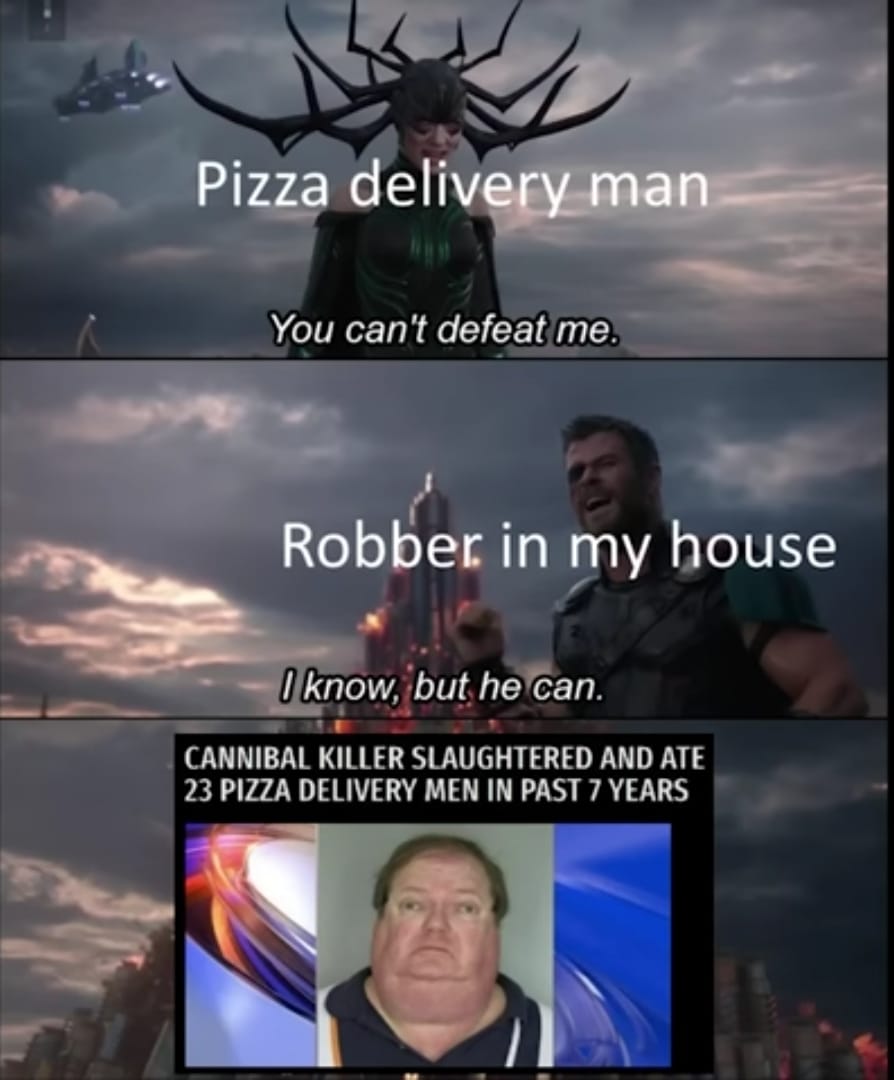 Pizza delivery man
You can't defeat me.
Robber in my house
I know, but he can.
CANNIBAL KILLER SLAUGHTERED AND ATE
23 PIZZA DELIVERY MEN IN PAST 7 YEARS